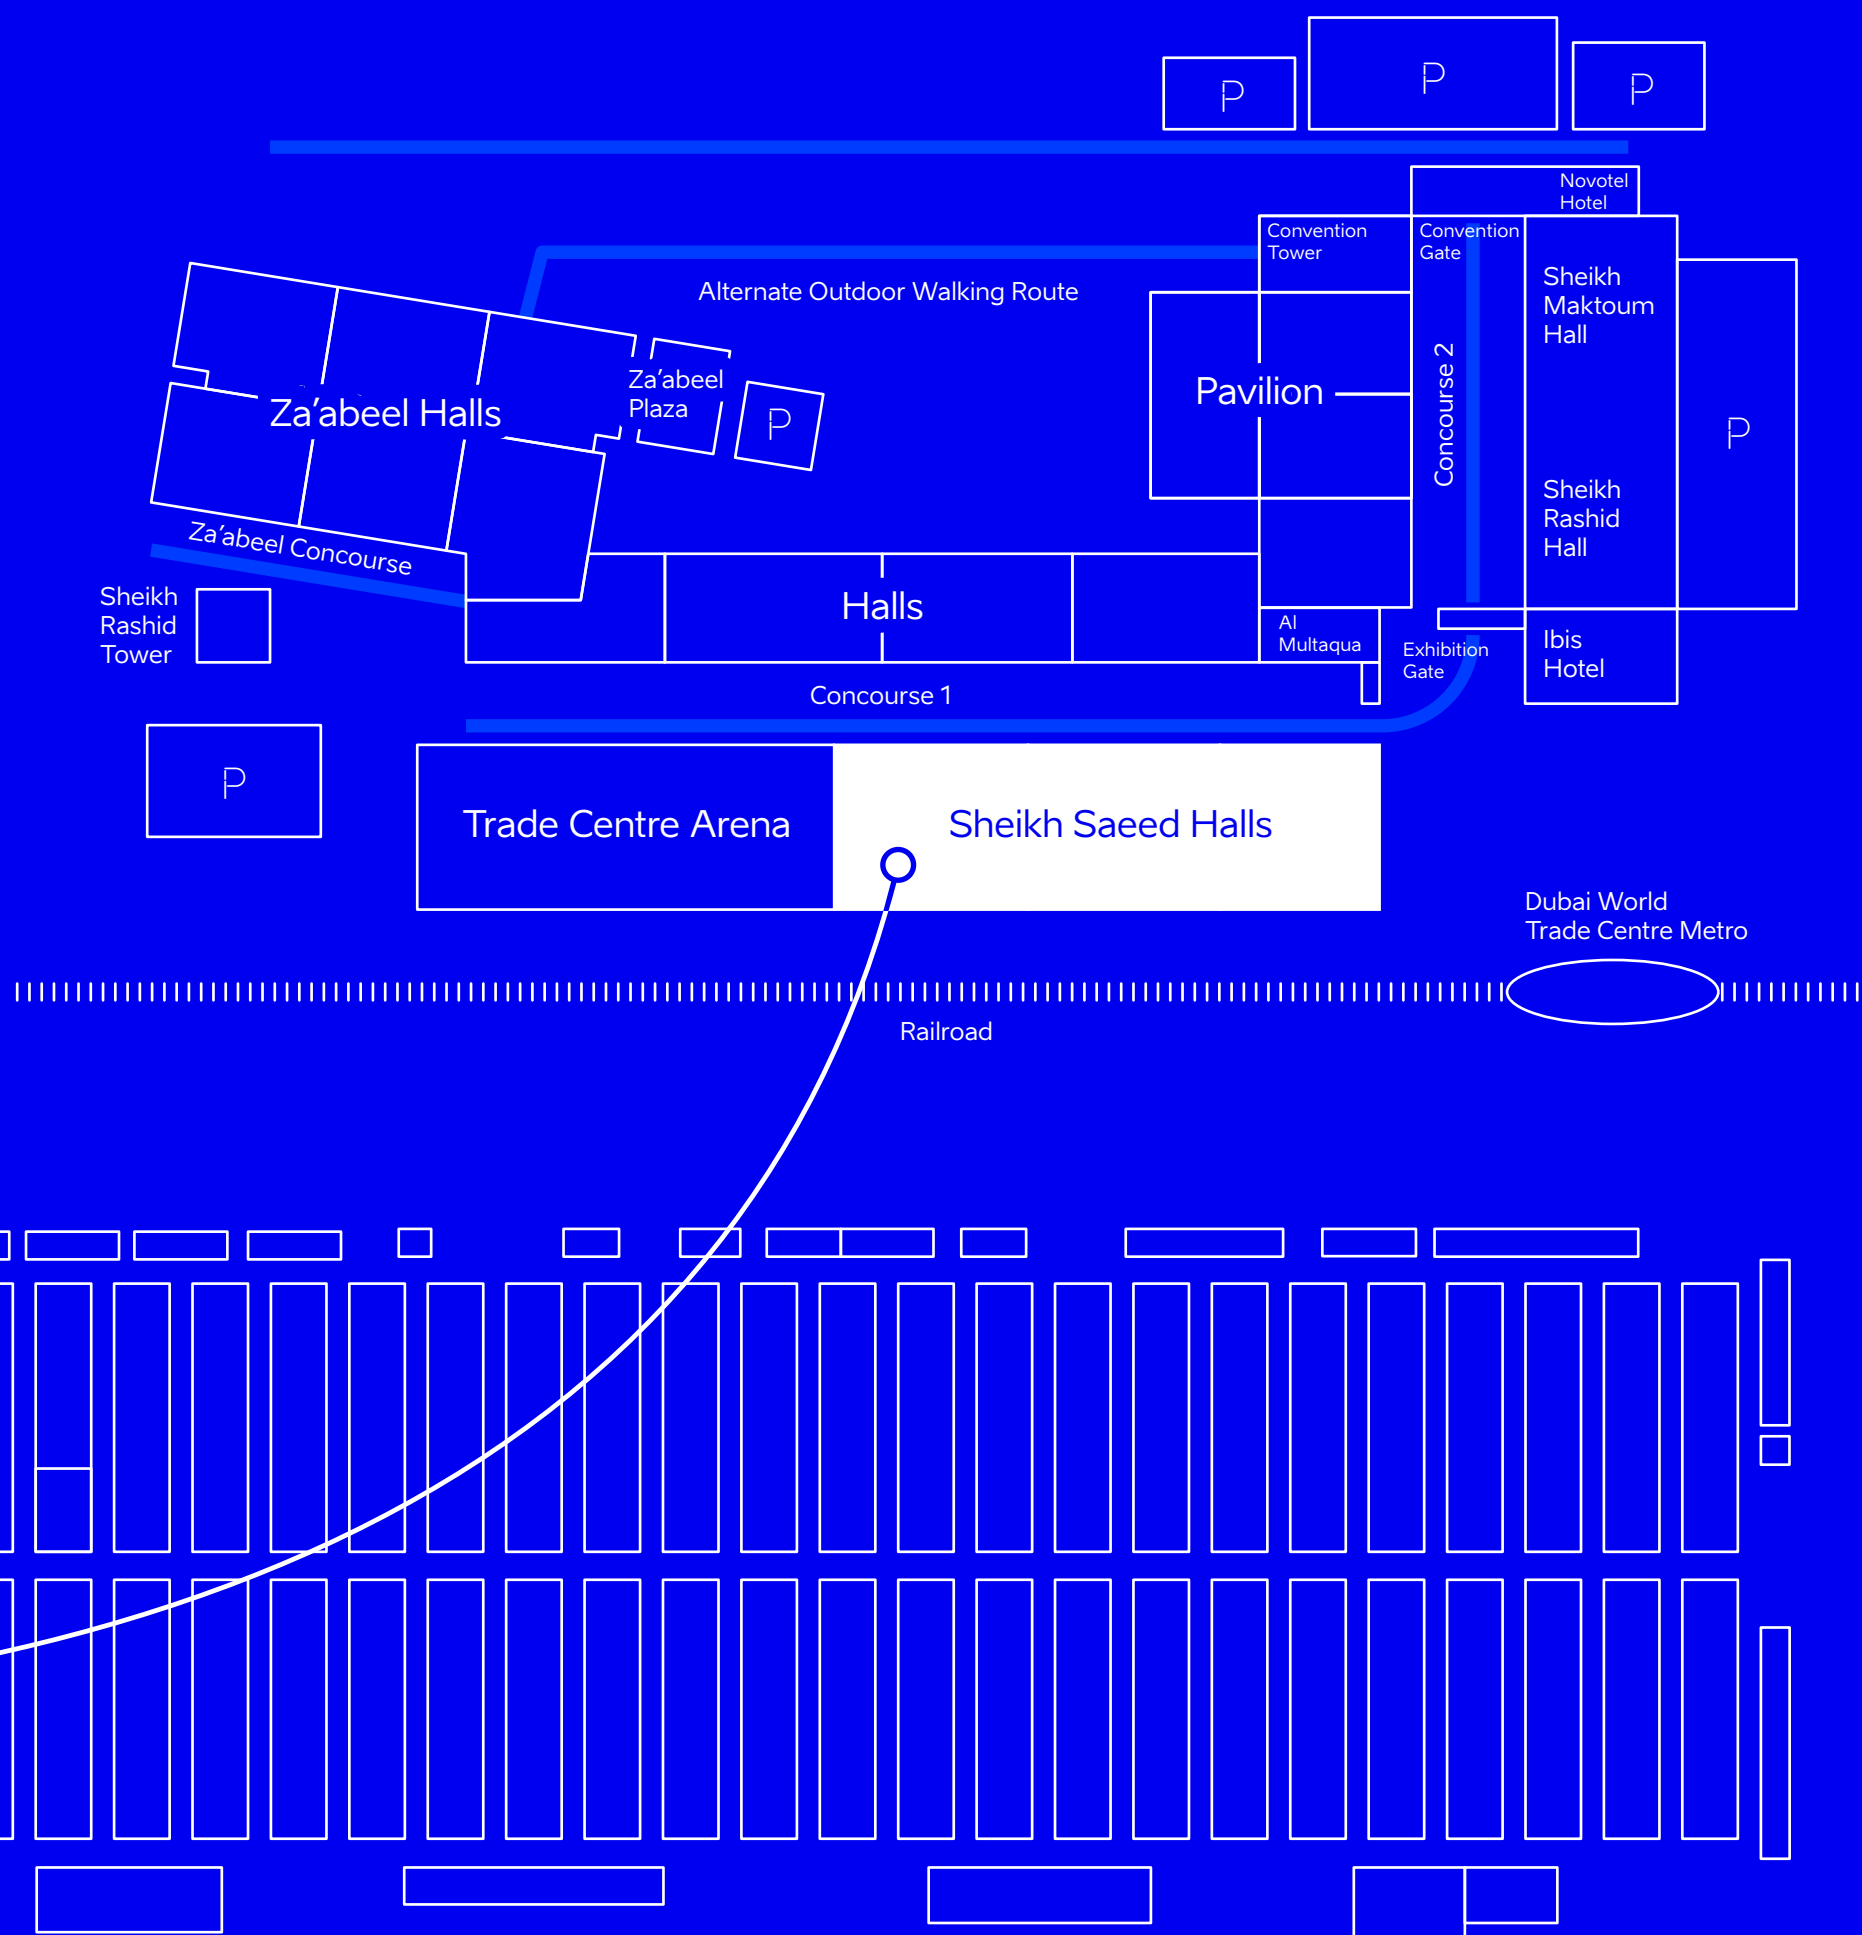 P
P
P
Novotel
Hotel
Convention
Tower
Convention
Gate
Sheikh
Maktoum
Hall
Alternate Outdoor Walking Route
Za’abeel
Plaza
Za’abeel Halls
P
Pavilion
Concourse 2
P
Sheikh
Rashid
Hall
Za’abeel Concourse
Sheikh
Rashid
Tower
Halls
Al
Multaqua
Exhibition
Gate
Ibis
Hotel
Concourse 1
P
Trade Centre Arena
Sheikh Saeed Halls
Dubai World
Trade Centre Metro
Railroad